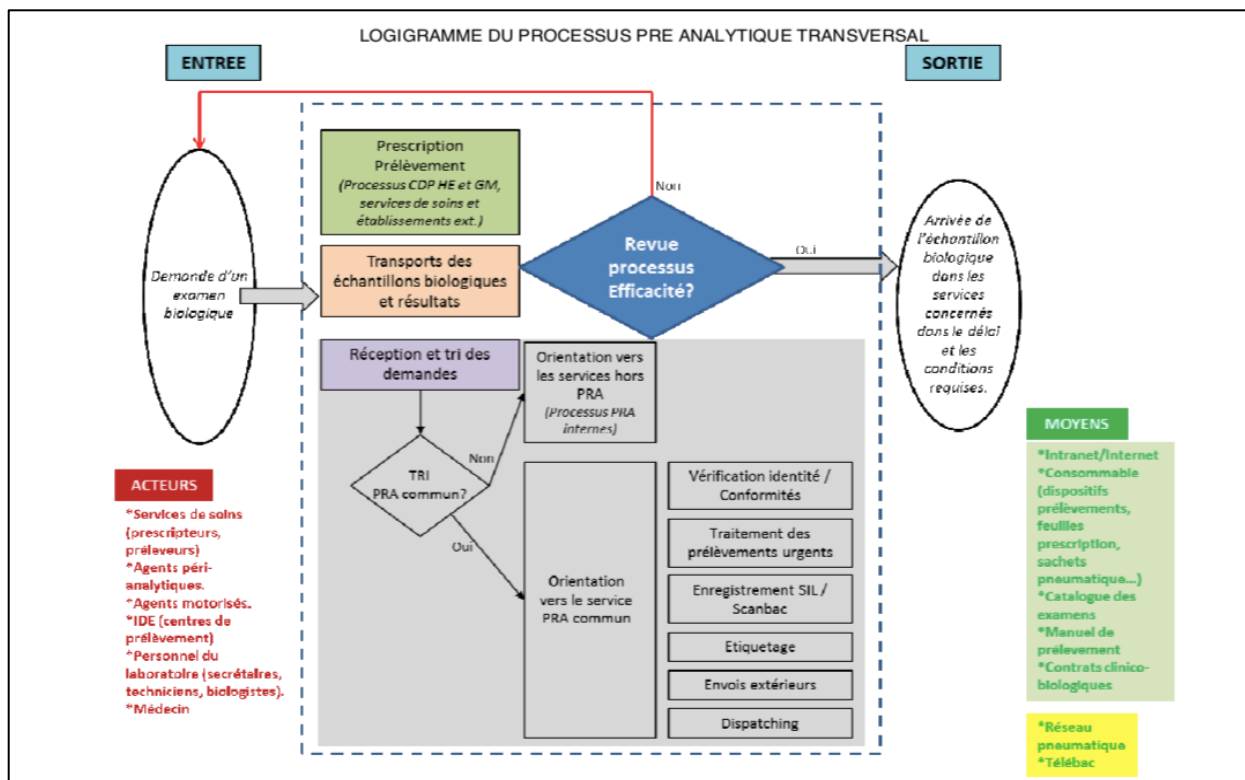 LOGIGRAMME DU PROCESSUS PRE ANALYTIQUE TRANSVERSAL
ENTREE
SORTIE
Prescription
Prélèvement
(Processus CDP HE et GM,
services de soins et
établissements ext.)
Non
Revue
processus
Efficacité?
Oui
Transports des
échantillons biologiques
et résultats
Demande d'un
examen
biologique
Arrivée de
l'échantillon
biologique
dans les
services
concernés
dans le délai
et les
conditions
requises.
Réception et tri des
demandes
Orientation vers
les services hors
PRA
(Processus PRA
internes)
TRI
PRA commun?
Non
Oui
Orientation
vers le service
PRA commun
Vérification identité /
Conformités
Traitement des
prélèvements urgents
Enregistrement SIL /
Scanbac
Etiquetage
Envois extérieurs
Dispatching
ACTEURS
*Services de soins
(prescripteurs,
préleveurs)
*Agents péri-
analytiques.
*Agents motorisés.
*IDE (centres de
prélèvement)
*Personnel du
laboratoire (secrétaires,
techniciens, biologistes).
*Médecin
MOYENS
*Intranet/Internet
*Consommable
(dispositifs
prélèvements,
feuilles
prescription,
sachets
pneumatique...)
*Catalogue des
examens
*Manuel de
prélevement
*Contrats clinico-
biologiques
*Réseau
pneumatique
*Télébac